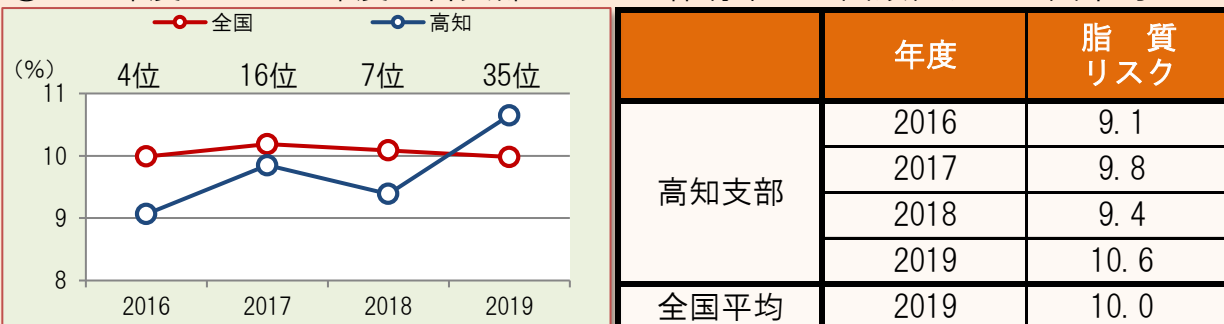 全国 高知
(%) 4位 16位 7位 35位
11
10
9
8
2016 2017 2018 2019
年度 脂 質
リスク
高知支部 2016 9.1
2017 9.8
2018 9.4
2019 10.6
全国平均 2019 10.0